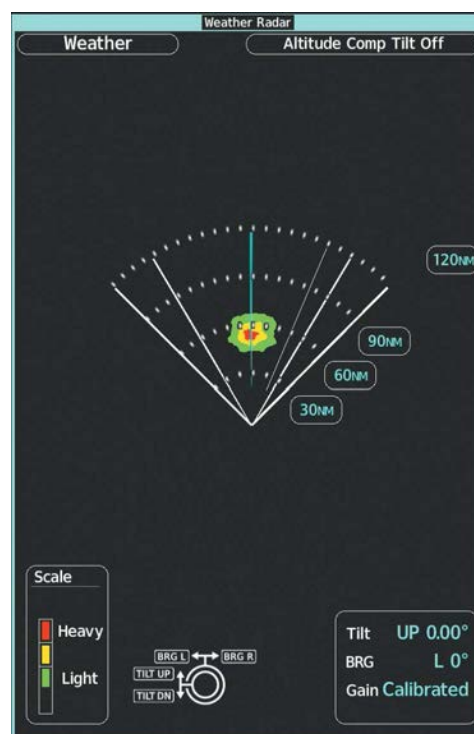 Weather Radar
Weather
Altitude Comp Tilt Off
120NM
90NM
60NM
30NM
Scale
Heavy
Light
BRG L
BRG R
TILT UP
TILT DN
Tilt UP 0.00°
BRG L 0°
Gain Calibrated